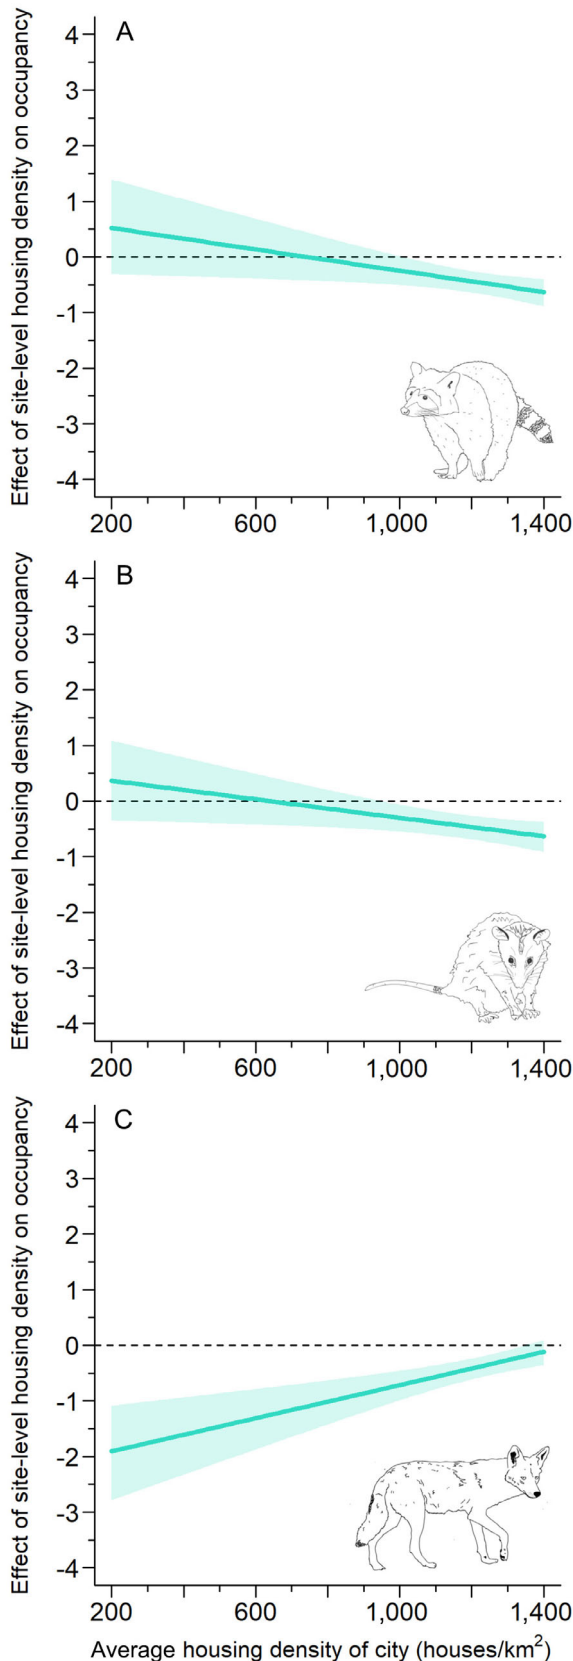 A
Effect of site-level housing density on occupancy
4
3
2
1
0
-1
-2
-3
-4
200 600 1,000 1,400
B
Effect of site-level housing density on occupancy
4
3
2
1
0
-1
-2
-3
-4
200 600 1,000 1,400
C
Effect of site-level housing density on occupancy
4
3
2
1
0
-1
-2
-3
-4
200 600 1,000 1,400
Average housing density of city (houses/km²)